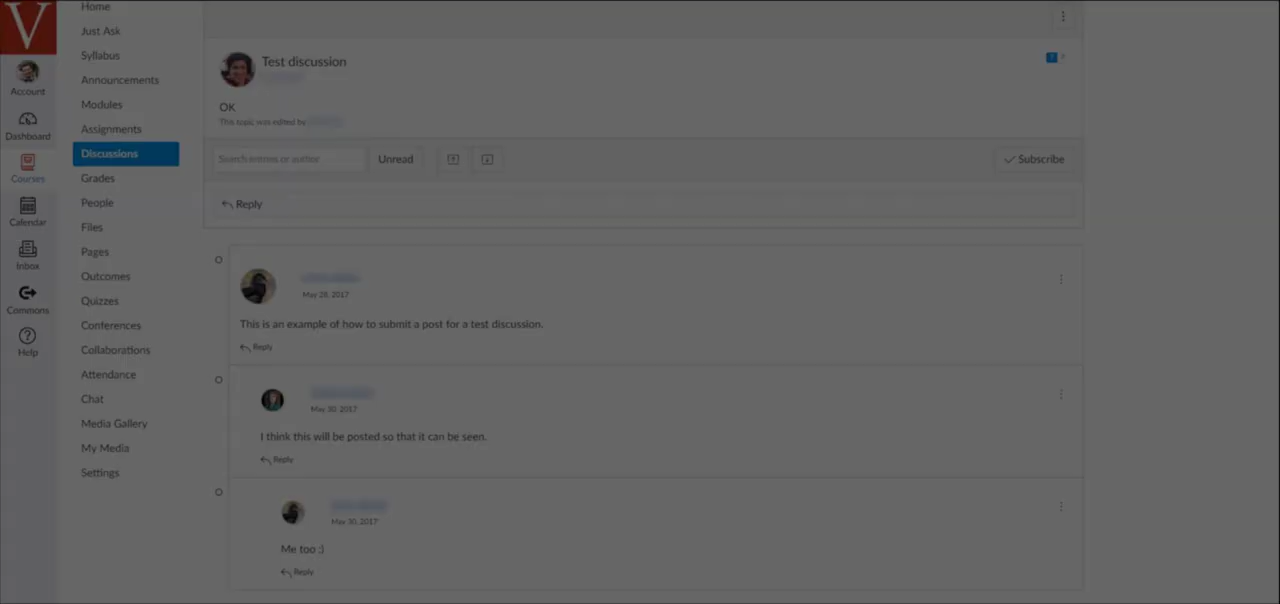 V
Home
Just Ask
Syllabus
Account
Announcements
Modules
Dashboard
Assignments
Discussions
Courses
Grades
People
Calendar
Files
Pages
Inbox
Outcomes
Commons
Quizzes
Conferences
Help
Collaborations
Attendance
Chat
Media Gallery
My Media
Settings
Test discussion
OK
This topic was edited by
Search entries or author
Unread
Subscribe
Reply
May 28, 2017
This is an example of how to submit a post for a test discussion.
Reply
May 30, 2017
I think this will be posted so that it can be seen.
Reply
May 30, 2017
Me too :)
Reply